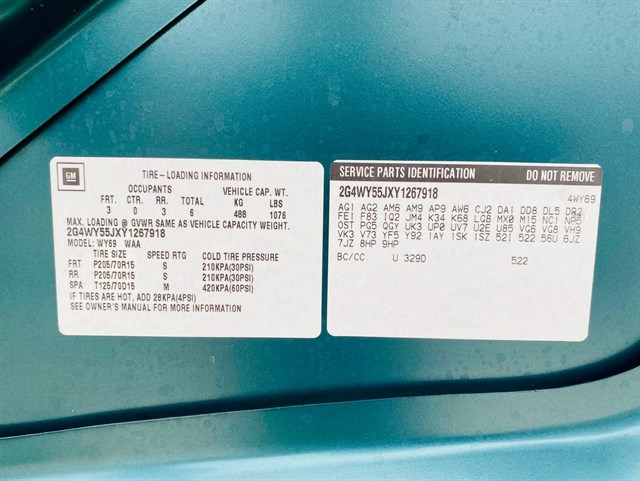 GM
TIRE-LOADING INFORMATION
OCCUPANTS VEHICLE CAP. WT.
FRT. CTR. RR. TOTAL KG LBS
3 0 3 6 488 1076
MAX. LOADING @ GVWR SAME AS VEHICLE CAPACITY WEIGHT.
2G4WY55JXY1267918
MODEL: WY69 WAA
TIRE SIZE SPEED RTG COLD TIRE PRESSURE
FRT P205/70R15 S 210KPA(30PSI)
RR P205/70R15 S 210KPA(30PSI)
SPA T125/70D15 M 420KPA(60PSI)
IF TIRES ARE HOT, ADD 28KPA(4PSI)
SEE OWNER'S MANUAL FOR MORE INFORMATION
SERVICE PARTS IDENTIFICATION DO NOT REMOVE
2G4WY55JXY1267918 4WY69
AG1 AG2 AM6 AM9 AP9 AW6 CJ2 DA1 DD8 DL5 DR2
FE1 F83 IQ2 JM4 K34 K68 LG8 MX0 M15 NC1 NP5
OST PG5 QGY UK3 UP0 UV7 U2E U85 VG6 VG8 VH9
VK3 V73 YF5 Y92 1AY 1SK 1SZ 52I 522 56U 6JZ
7JZ 8HP 9HP
BC/CC U 329D 522